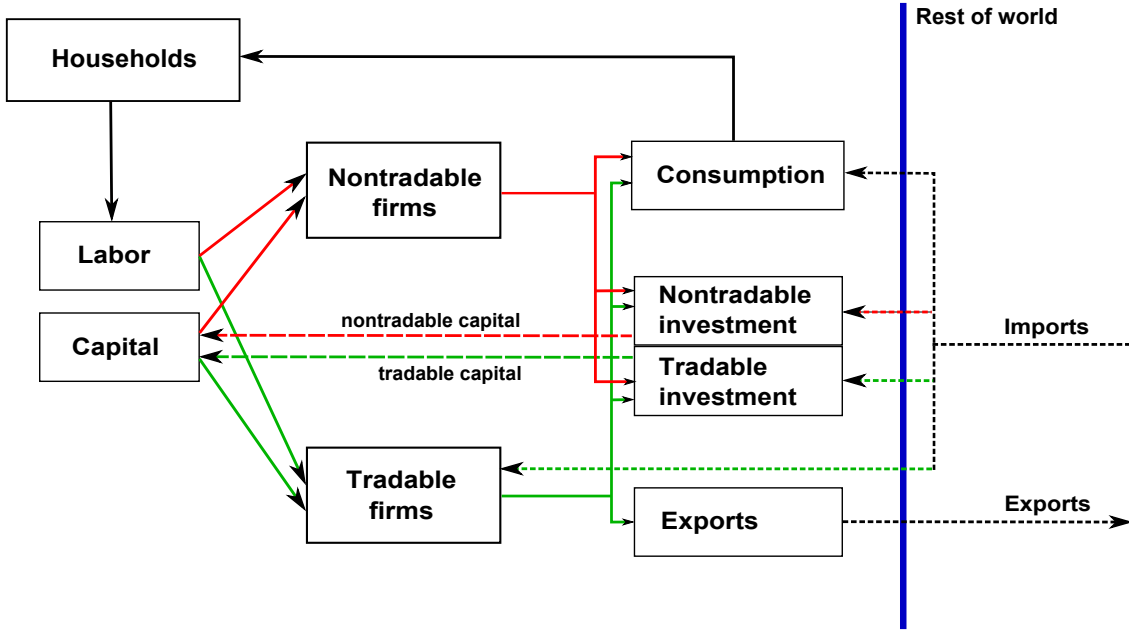 Rest of world
Households
Nontradable
firms
Consumption
Labor
Capital
nontradable capital
tradable capital
Nontradable
investment
Tradable
investment
Imports
Tradable
firms
Exports
Exports